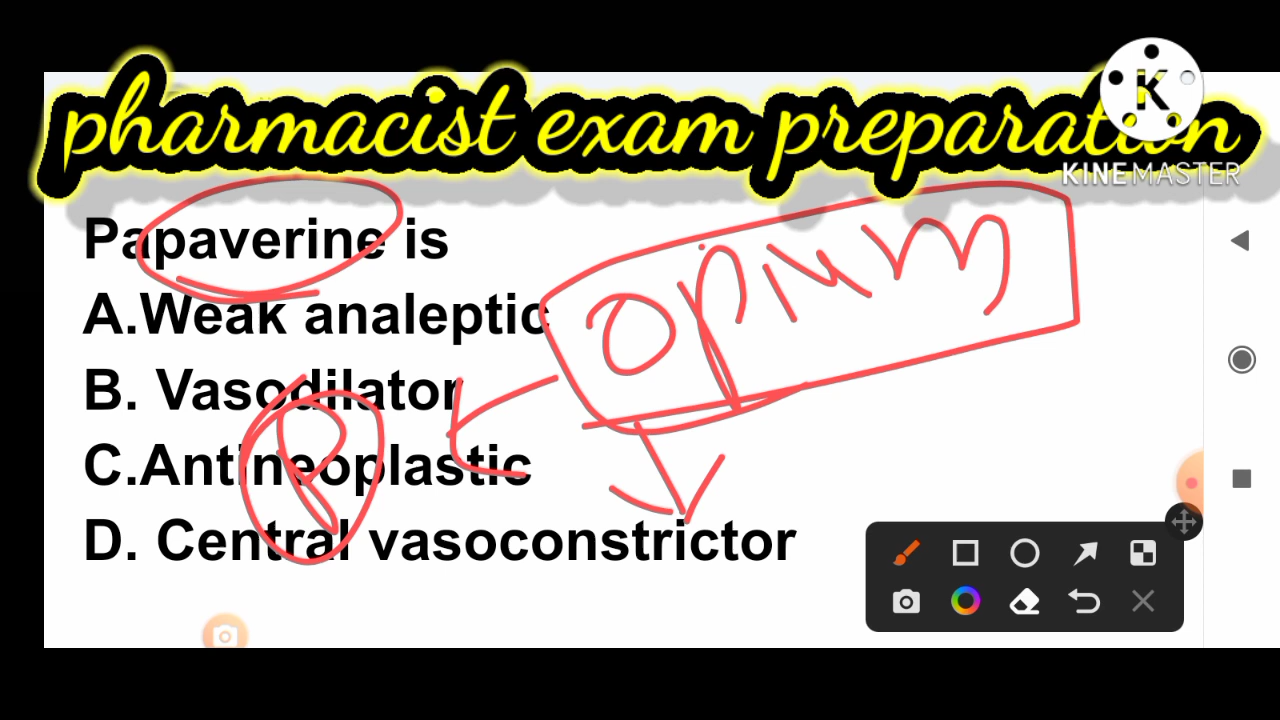 pharmacist exam preparation
K
KINEMASTER
Papaverine is
opium
A.Weak analeptic
B. Vasodilator
P
C.Antineoplastic
D. Central vasoconstrictor